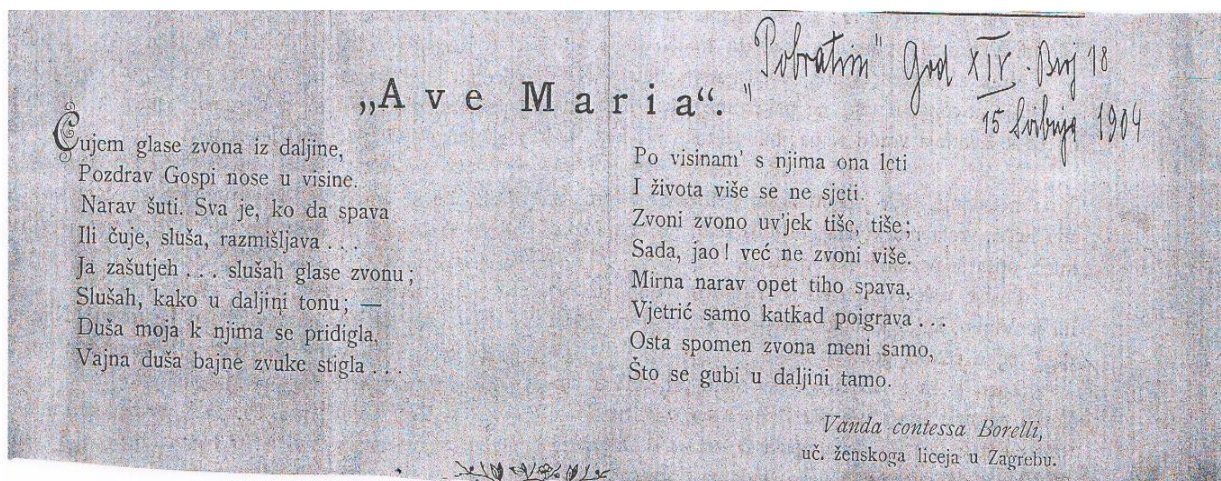 "Pobratim" God XIV. Broj 18
15 Svibnja 1904
„Ave Maria“.
Čujem glase zvona iz daljine,
Pozdrav Gospi nose u visine.
Narav šuti. Sva je, ko da spava
Ili čuje, sluša, razmišljava . . .
Ja zašutjeh . . . slušah glase zvonu;
Slušah, kako u daljini tonu; —
Duša moja k njima se pridigla,
Vajna duša bajne zvuke stigla . . .
Po visinam' s njima ona leti
I života više se ne sjeti.
Zvoni zvono uv'jek tiše, tiše;
Sada, jao! već ne zvoni više.
Mirna narav opet tiho spava,
Vjetrić samo katkad poigrava . . .
Osta spomen zvona meni samo,
Što se gubi u daljini tamo.
Vanda contessa Borelli,
uč. ženskoga liceja u Zagrebu.